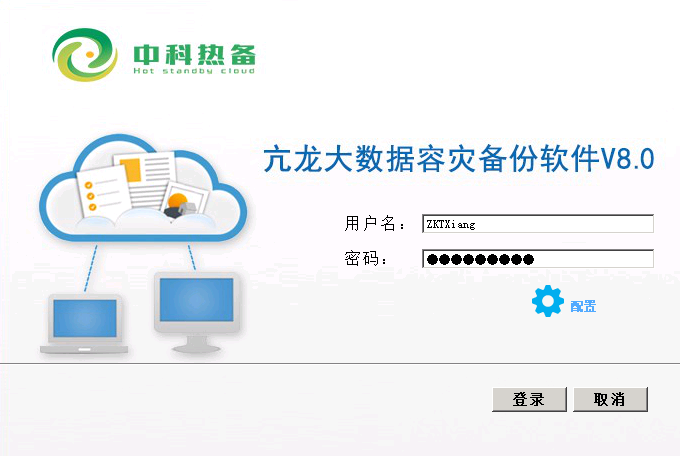 中科热备
Hot standby cloud
亢龙大数据容灾备份软件V8.0
用户名： ZKTXiang
密码： ●●●●●●●●●
配置
登录 取消